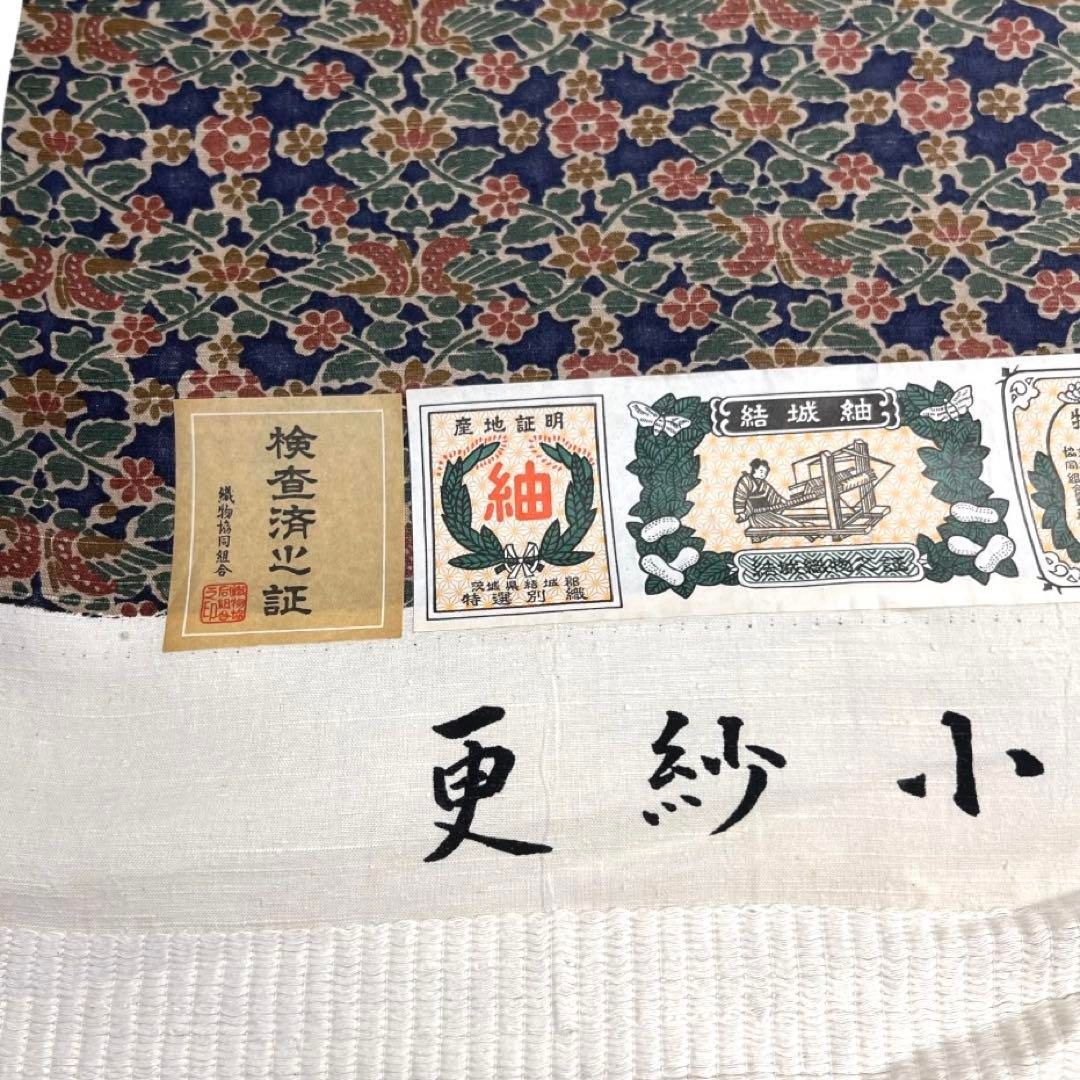 検査済之証
織物協同組合
産地証明
紬
茨城県結城郡
特選別織
結城紬
更紗小